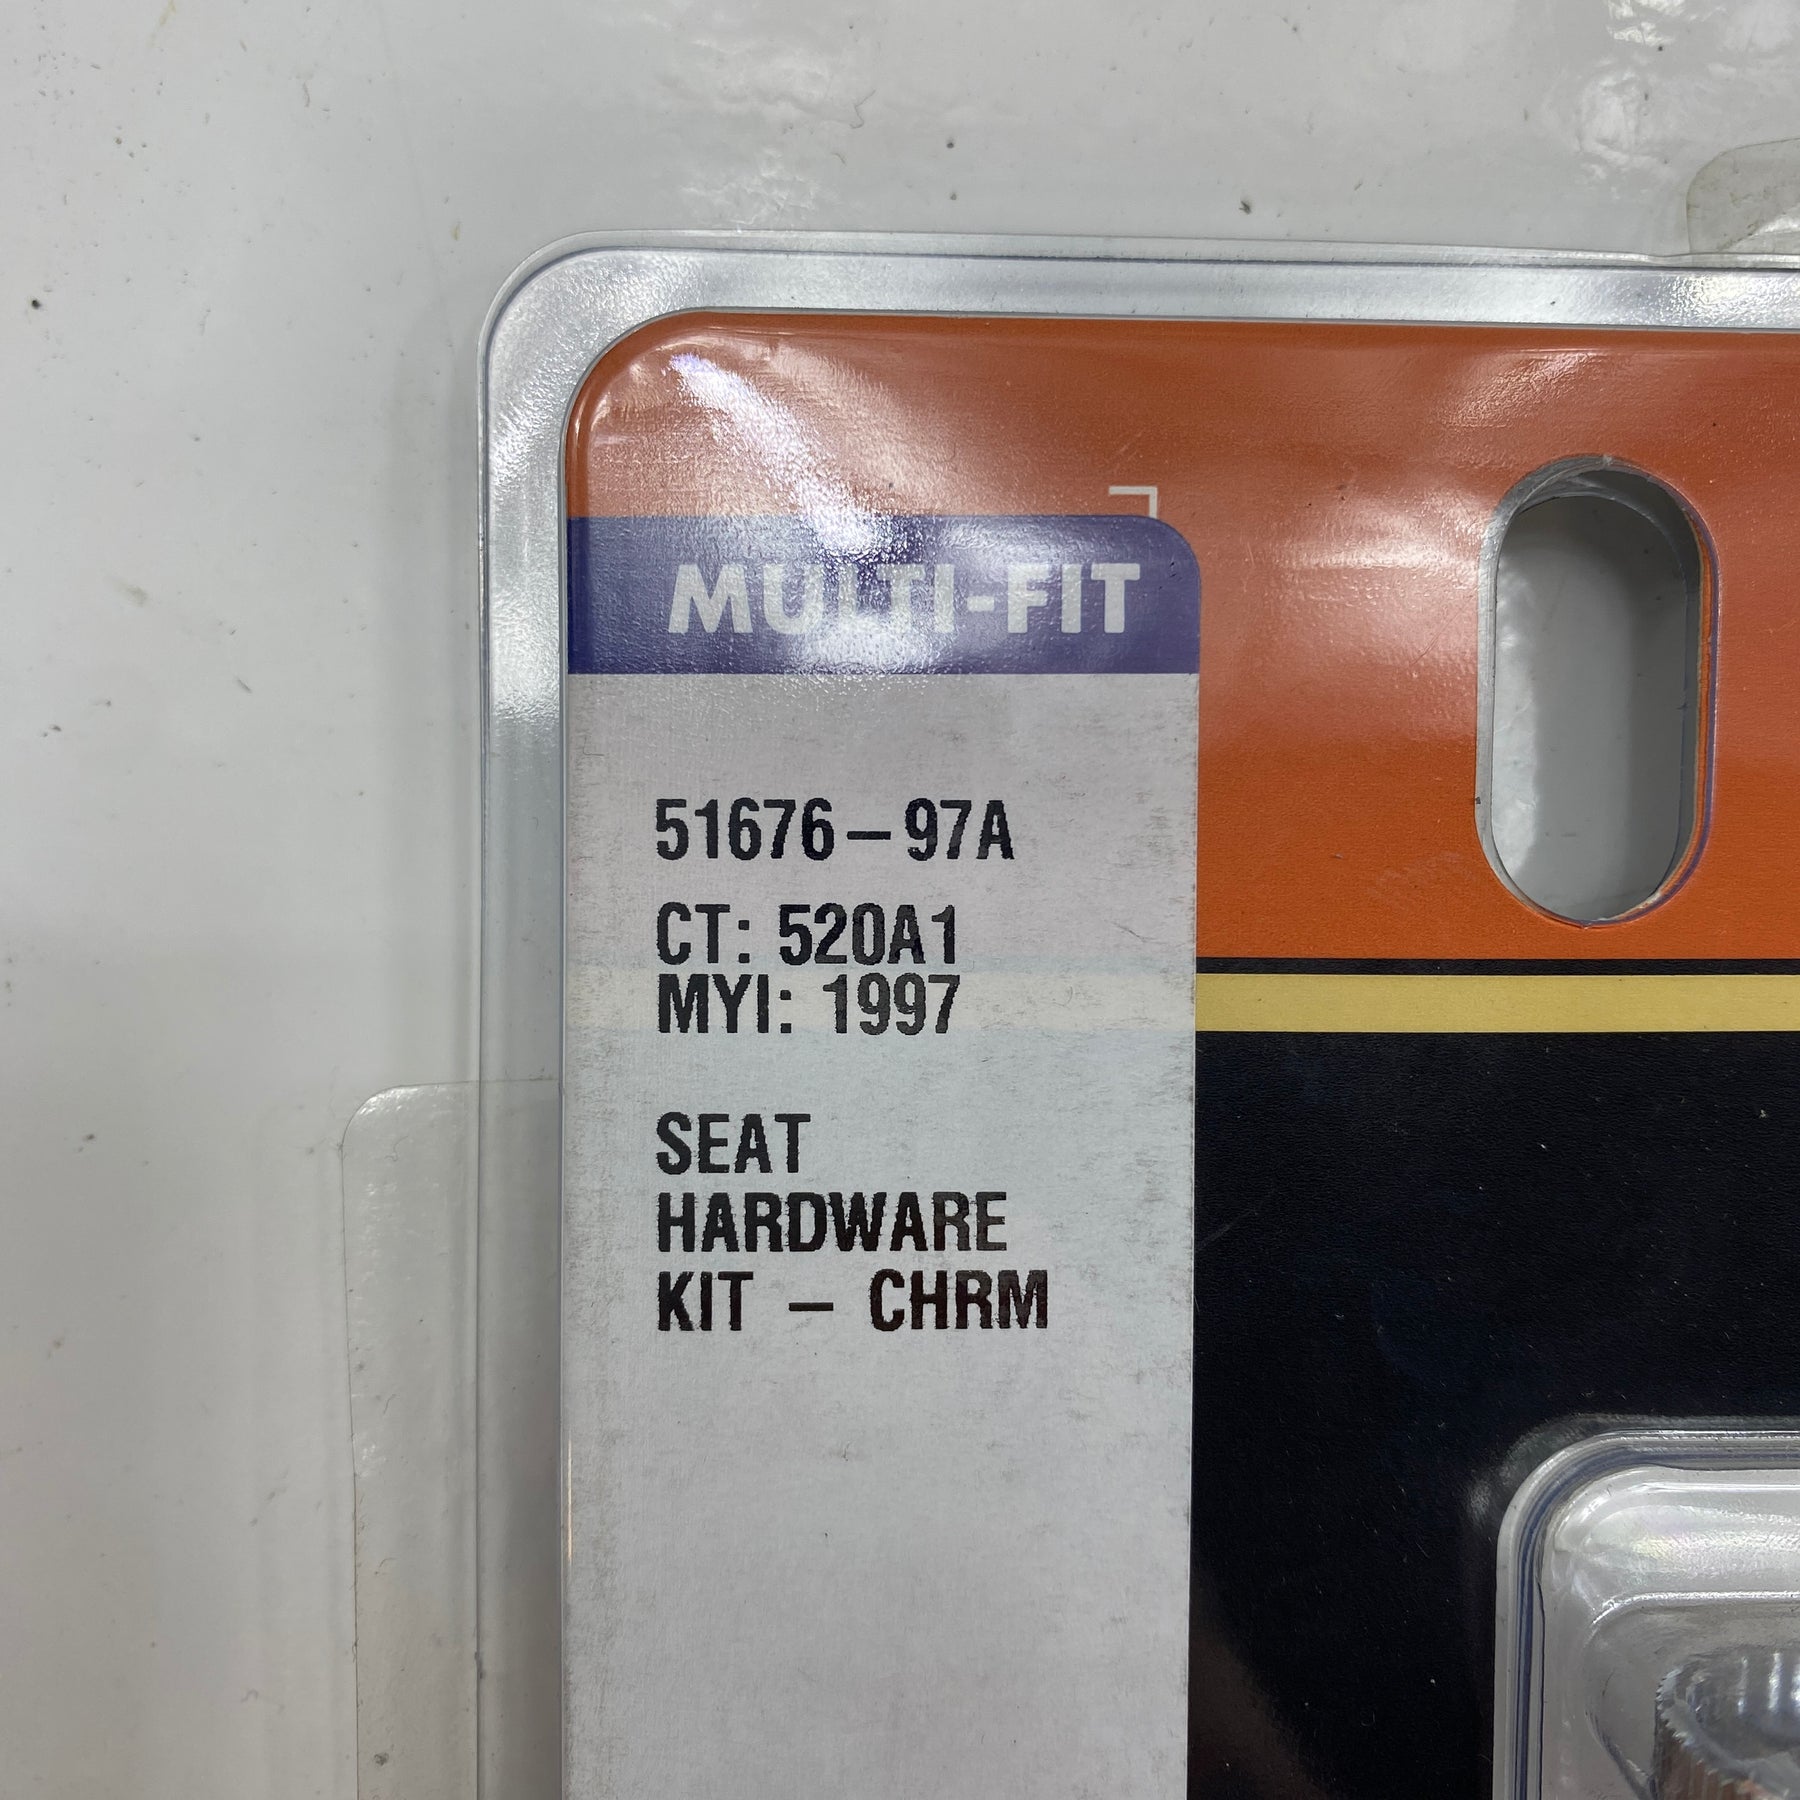 MULTI-FIT
51676-97A
CT: 520A1
MYI: 1997
SEAT
HARDWARE
KIT - CHRM